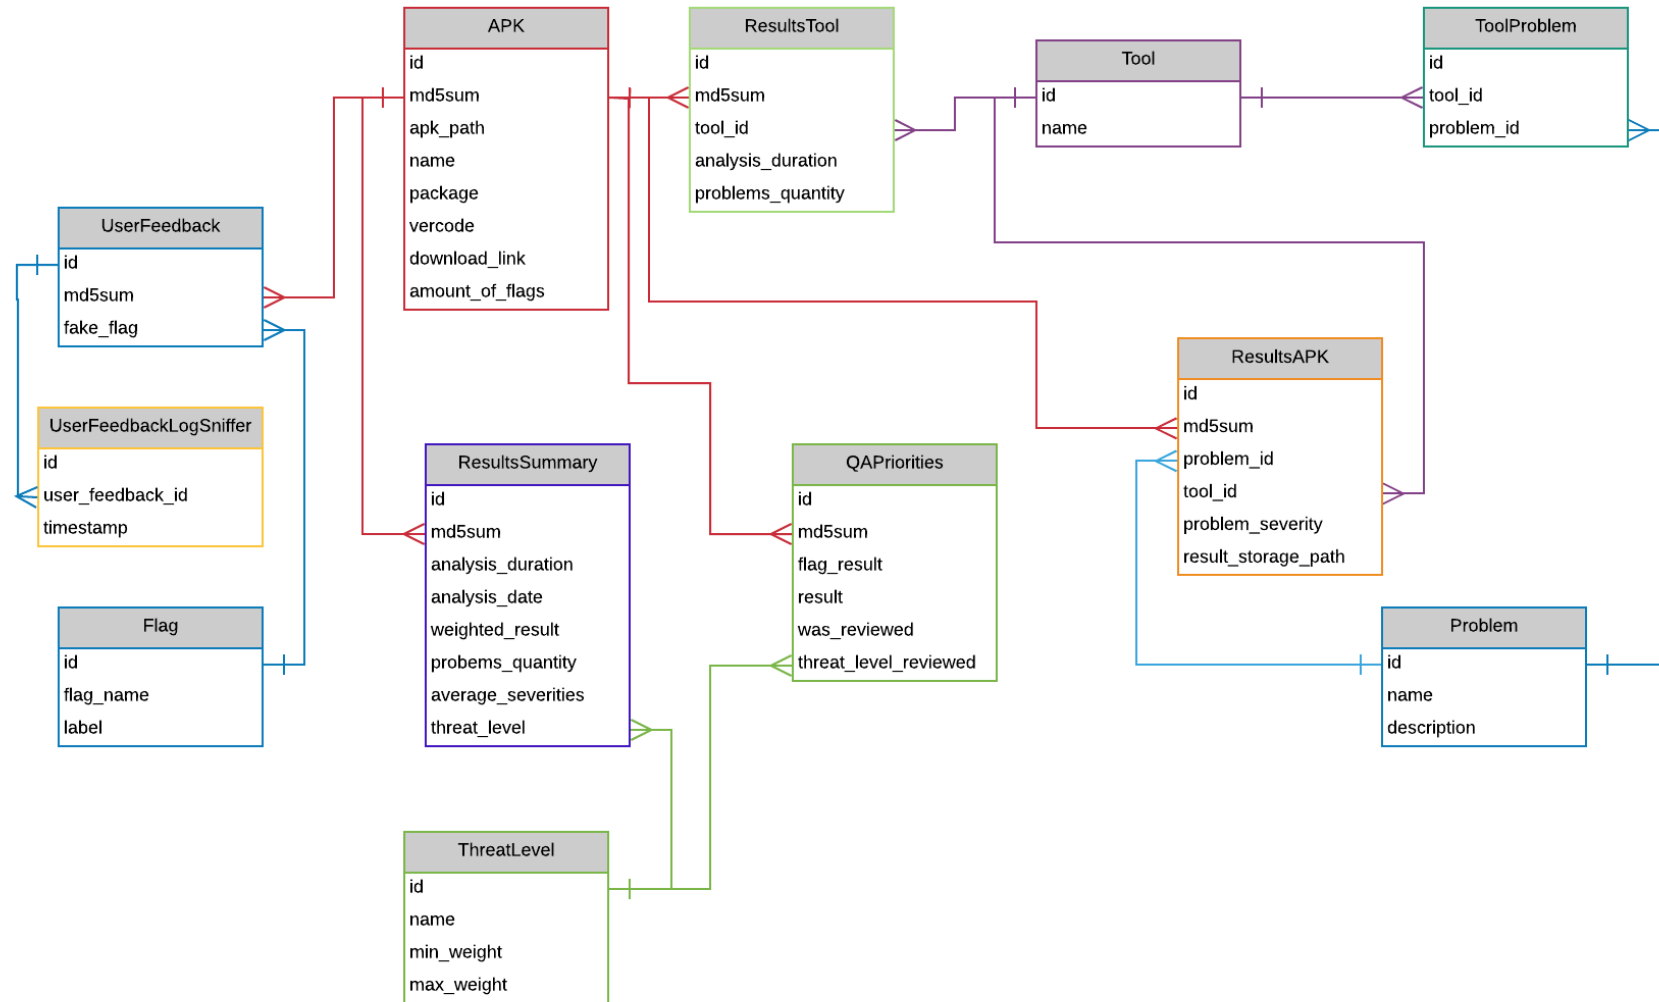 APK
id
md5sum
apk_path
name
package
vercode
download_link
amount_of_flags
ResultsTool
id
md5sum
tool_id
analysis_duration
problems_quantity
Tool
id
name
ToolProblem
id
tool_id
problem_id
UserFeedback
id
md5sum
fake_flag
UserFeedbackLogSniffer
id
user_feedback_id
timestamp
Flag
id
flag_name
label
ResultsSummary
id
md5sum
analysis_duration
analysis_date
weighted_result
probems_quantity
average_severities
threat_level
QAPriorities
id
md5sum
flag_result
result
was_reviewed
threat_level_reviewed
ResultsAPK
id
md5sum
problem_id
tool_id
problem_severity
result_storage_path
Problem
id
name
description
ThreatLevel
id
name
min_weight
max_weight